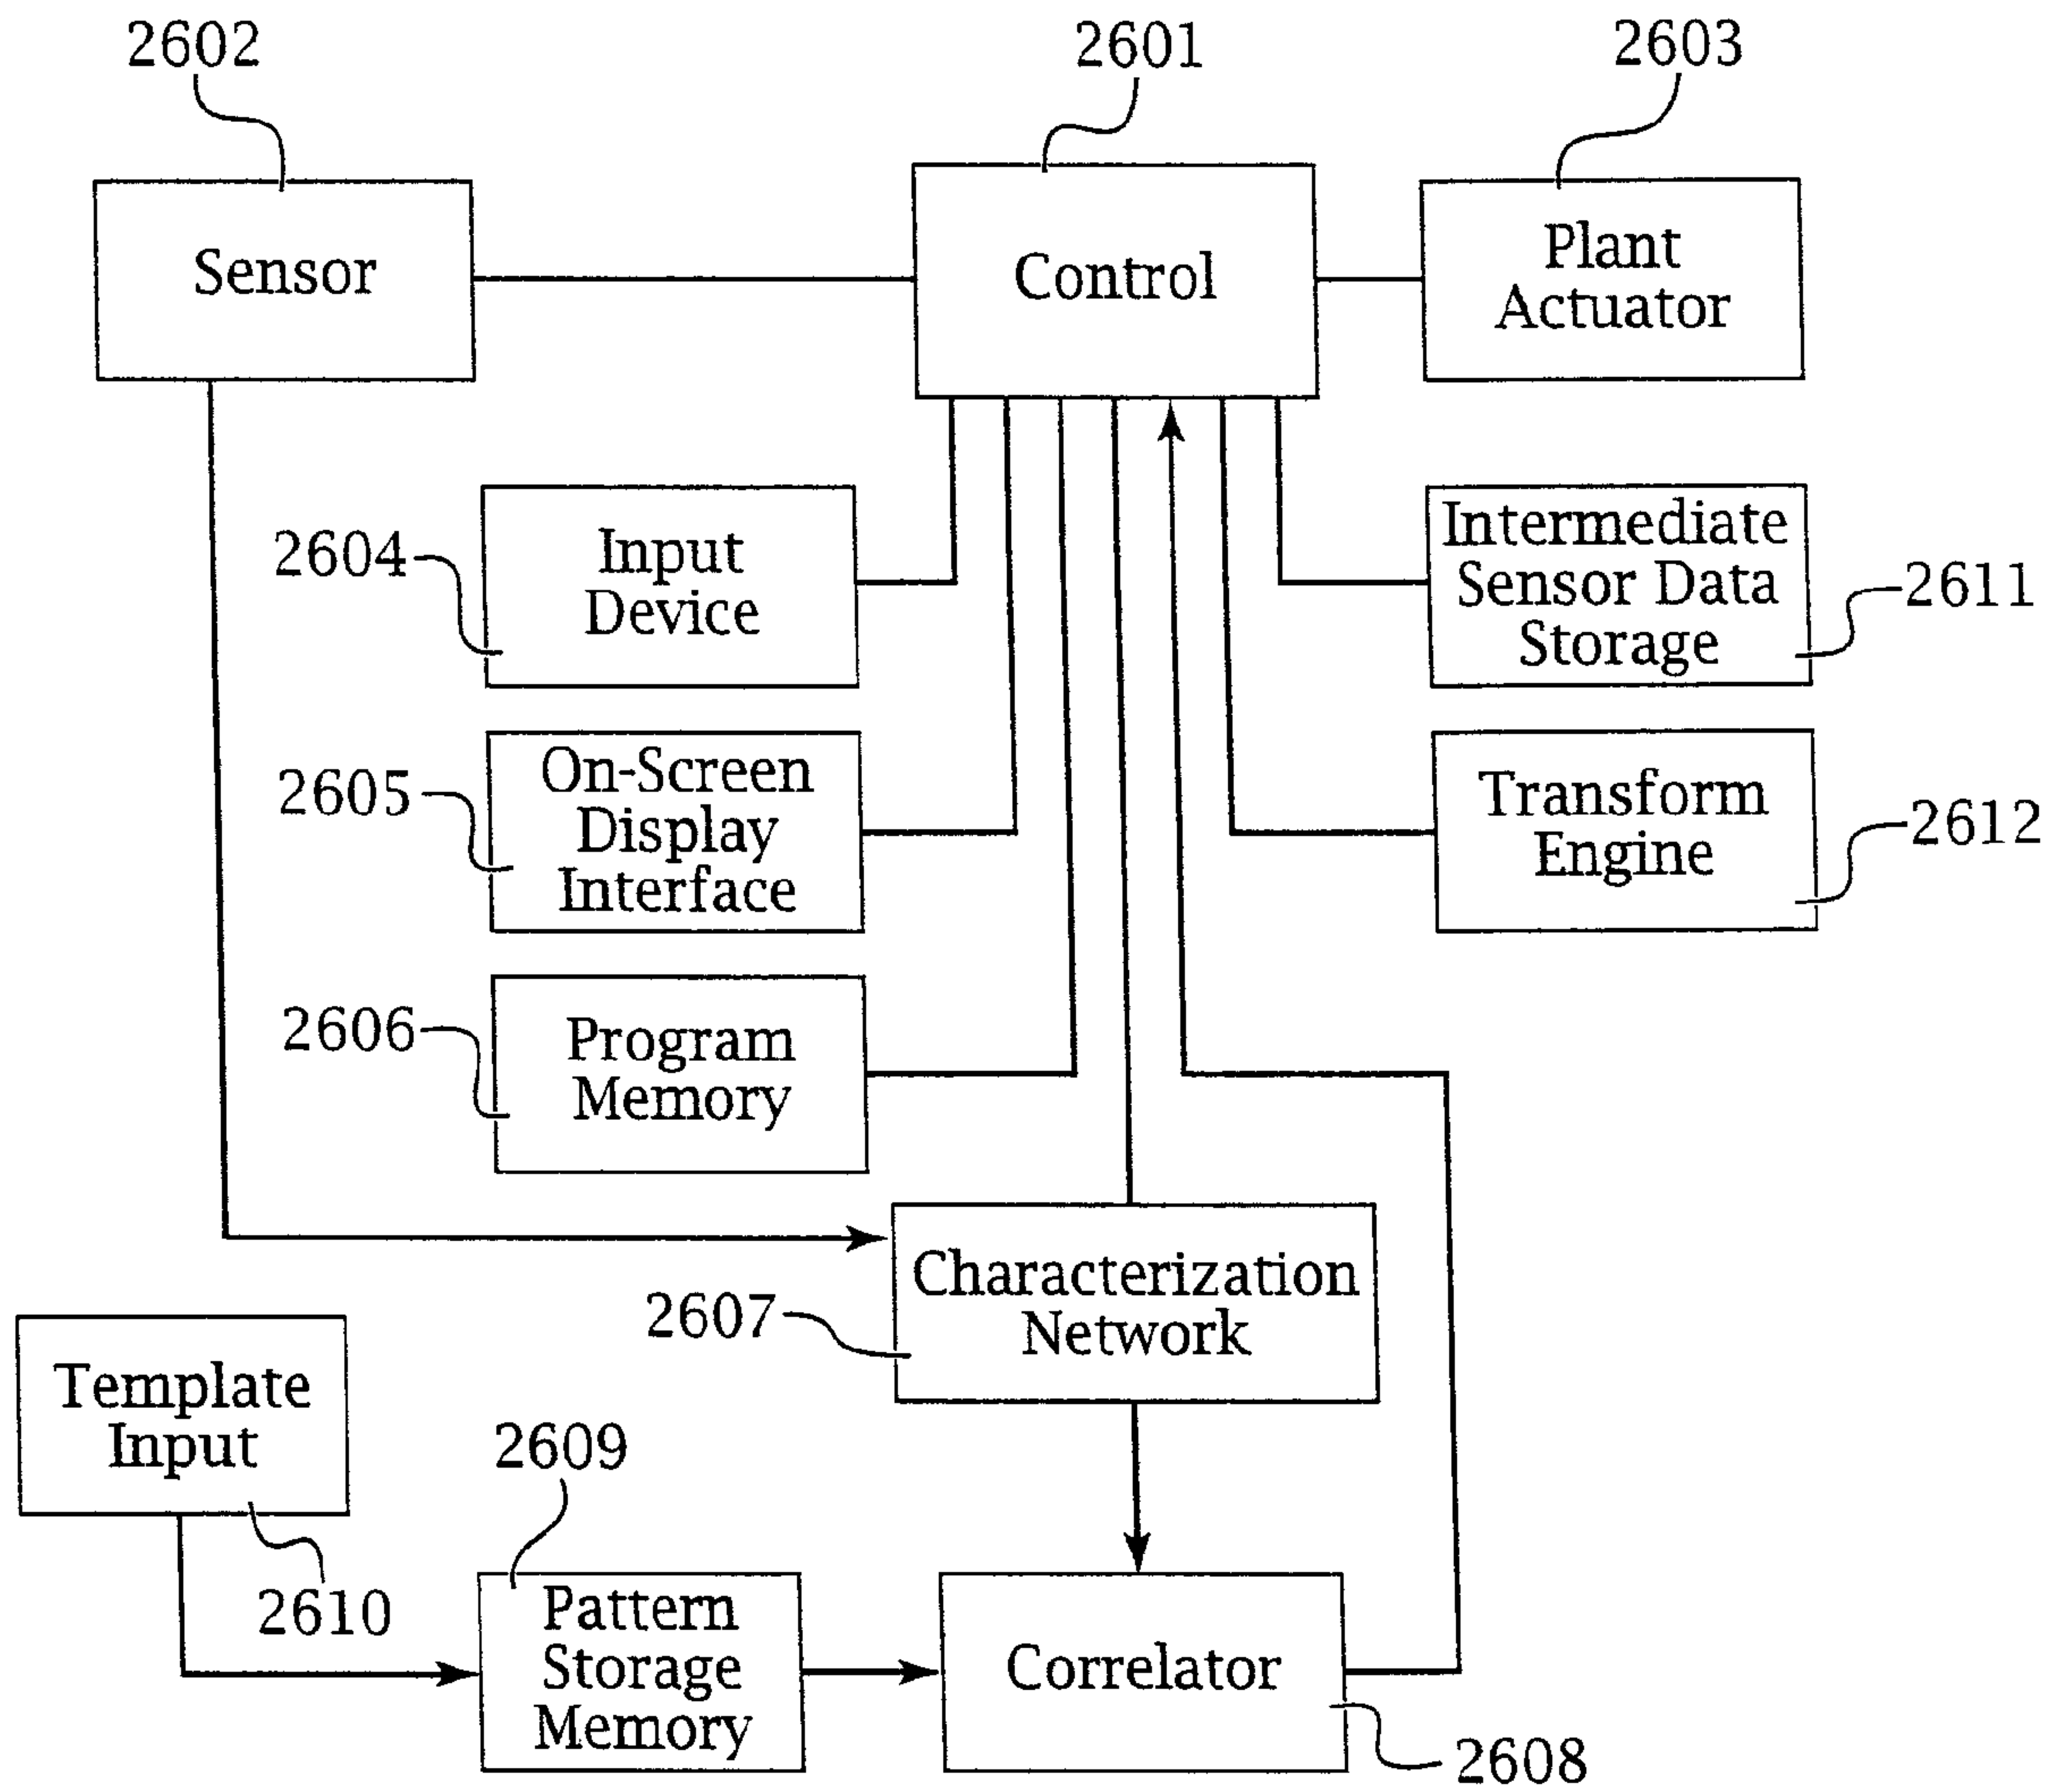 2602
2601
2603
Sensor
Control
Plant
Actuator
2604
Input
Device
Intermediate
Sensor Data
Storage
2611
2605
On-Screen
Display
Interface
Transform
Engine
2612
2606
Program
Memory
Characterization
Network
2607
Template
Input
2610
2609
Pattern
Storage
Memory
Correlator
2608